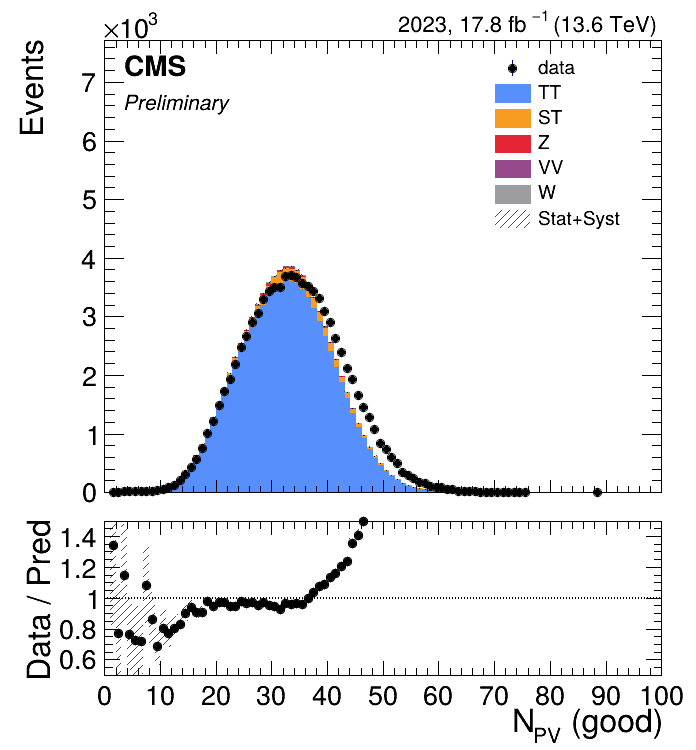 ×10³
2023, 17.8 fb⁻¹ (13.6 TeV)
Events
CMS
Preliminary
data
TT
ST
Z
VV
W
Stat+Syst
7
6
5
4
3
2
1
0
Data / Pred
1.4
1.2
1
0.8
0.6
0 10 20 30 40 50 60 70 80 90 100
N_PV (good)